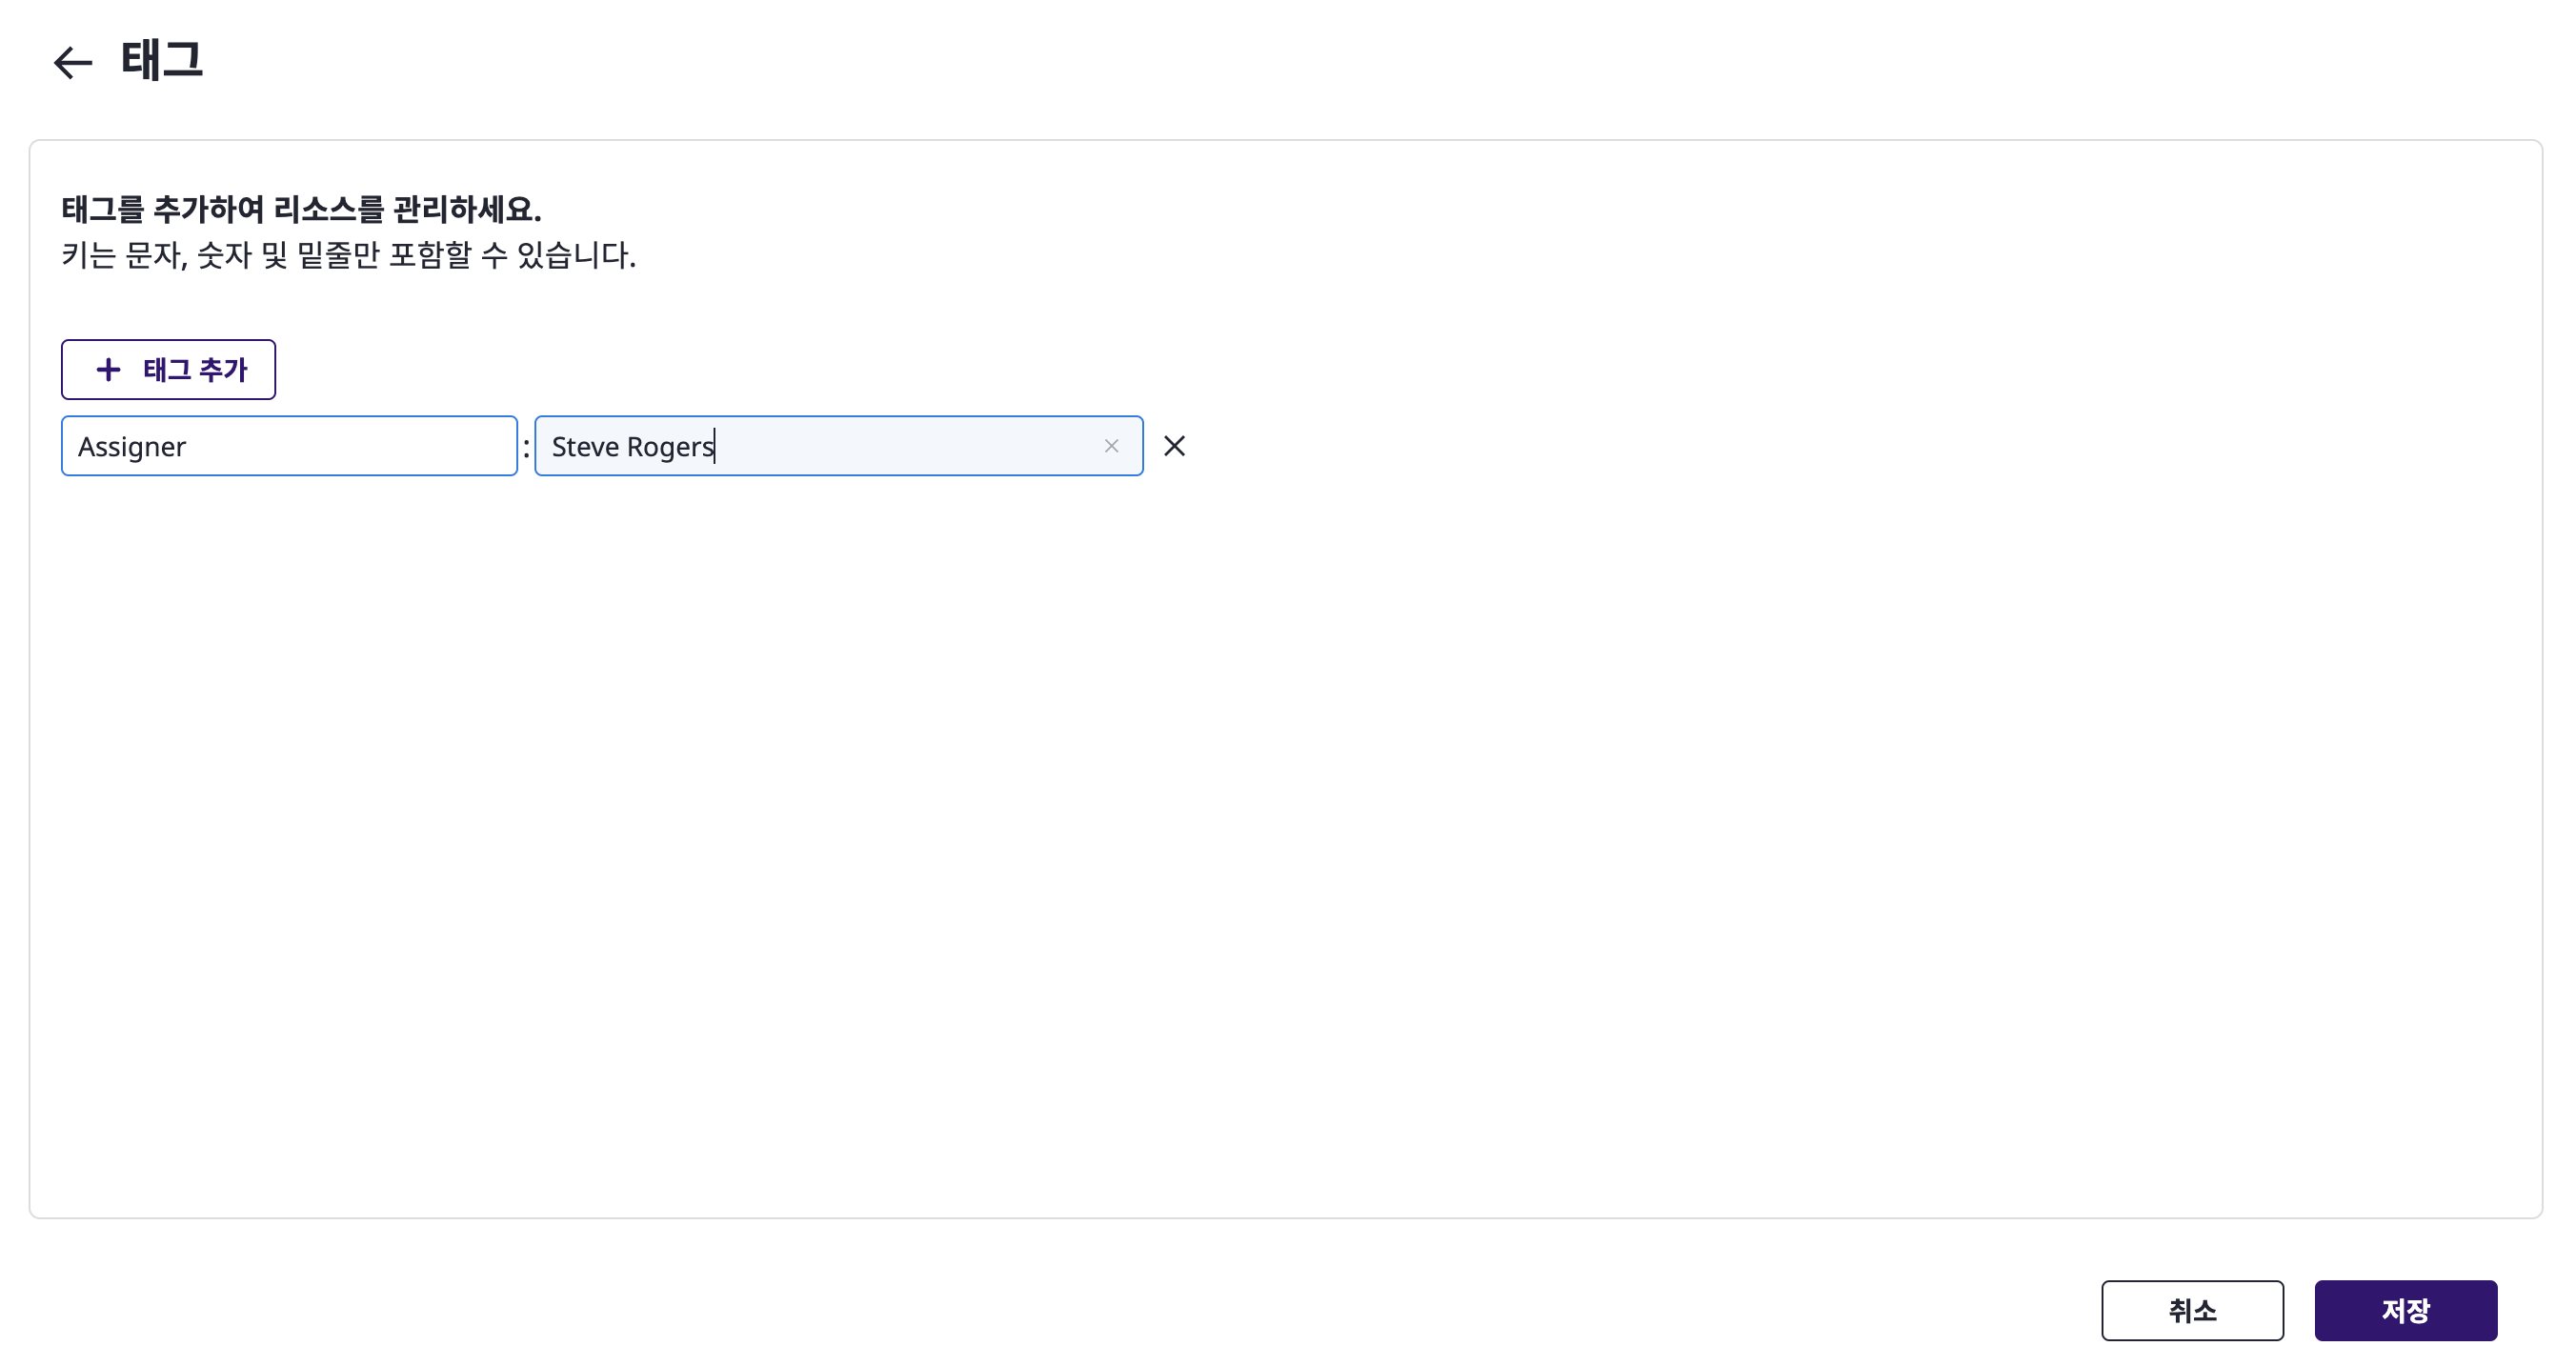 태그
태그를 추가하여 리소스를 관리하세요.
키는 문자, 숫자 및 밑줄만 포함할 수 있습니다.
태그 추가
Assigner : Steve Rogers
취소 저장